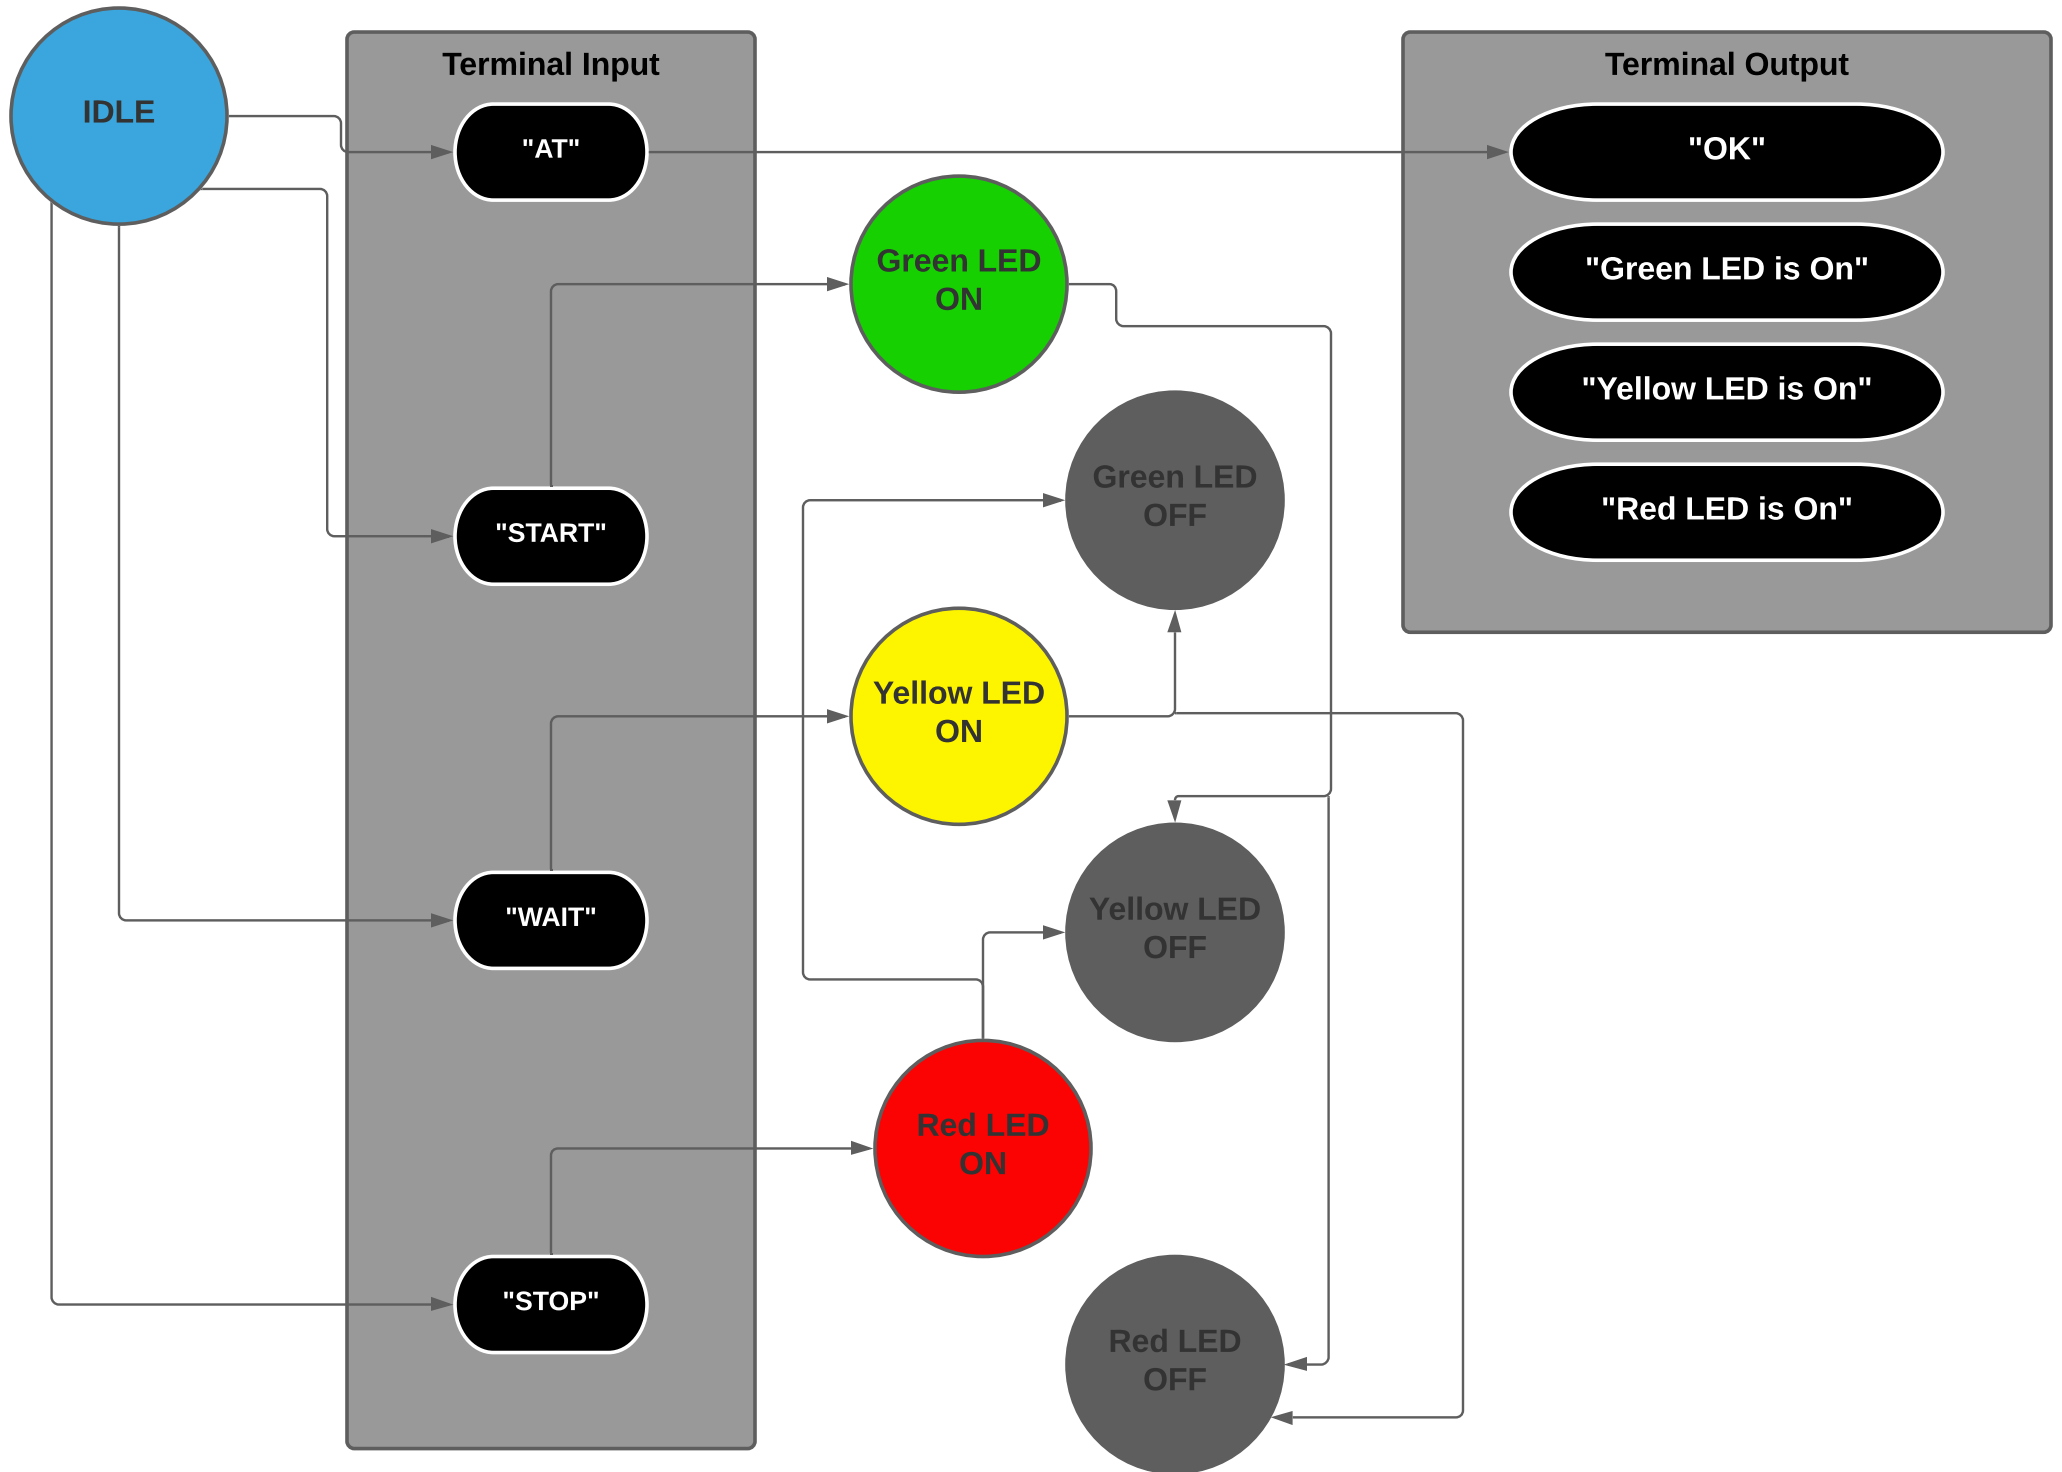 IDLE
Terminal Input
"AT"
"START"
"WAIT"
"STOP"
Green LED
ON
Green LED
OFF
Yellow LED
ON
Yellow LED
OFF
Red LED
ON
Red LED
OFF
Terminal Output
"OK"
"Green LED is On"
"Yellow LED is On"
"Red LED is On"